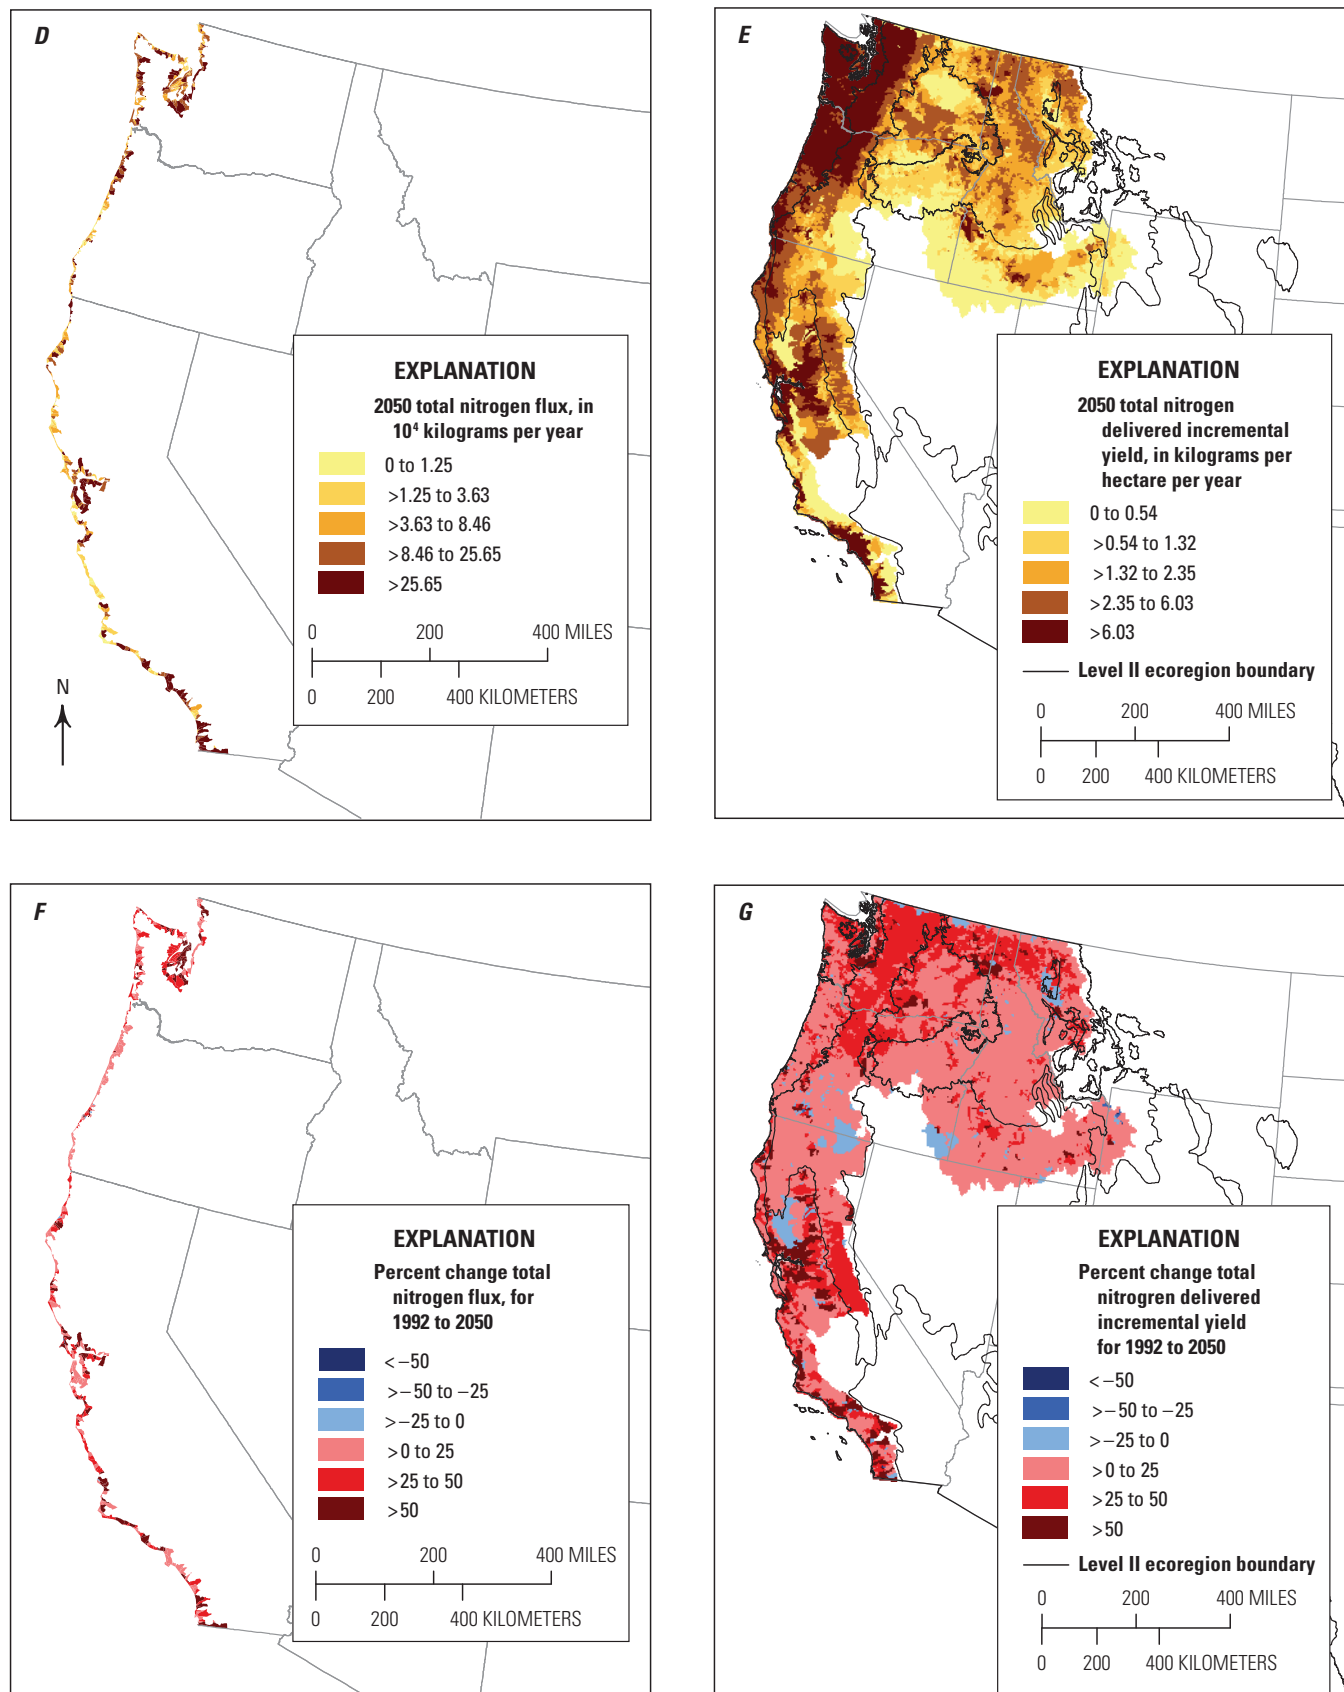 D
EXPLANATION
2050 total nitrogen flux, in
10⁴ kilograms per year
0 to 1.25
>1.25 to 3.63
>3.63 to 8.46
>8.46 to 25.65
>25.65
0 200 400 MILES
0 200 400 KILOMETERS
N
E
EXPLANATION
2050 total nitrogen
delivered incremental
yield, in kilograms per
hectare per year
0 to 0.54
>0.54 to 1.32
>1.32 to 2.35
>2.35 to 6.03
>6.03
Level II ecoregion boundary
0 200 400 MILES
0 200 400 KILOMETERS
F
EXPLANATION
Percent change total
nitrogen flux, for
1992 to 2050
<−50
>−50 to −25
>−25 to 0
>0 to 25
>25 to 50
>50
0 200 400 MILES
0 200 400 KILOMETERS
G
EXPLANATION
Percent change total
nitrogren delivered
incremental yield
for 1992 to 2050
<−50
>−50 to −25
>−25 to 0
>0 to 25
>25 to 50
>50
Level II ecoregion boundary
0 200 400 MILES
0 200 400 KILOMETERS